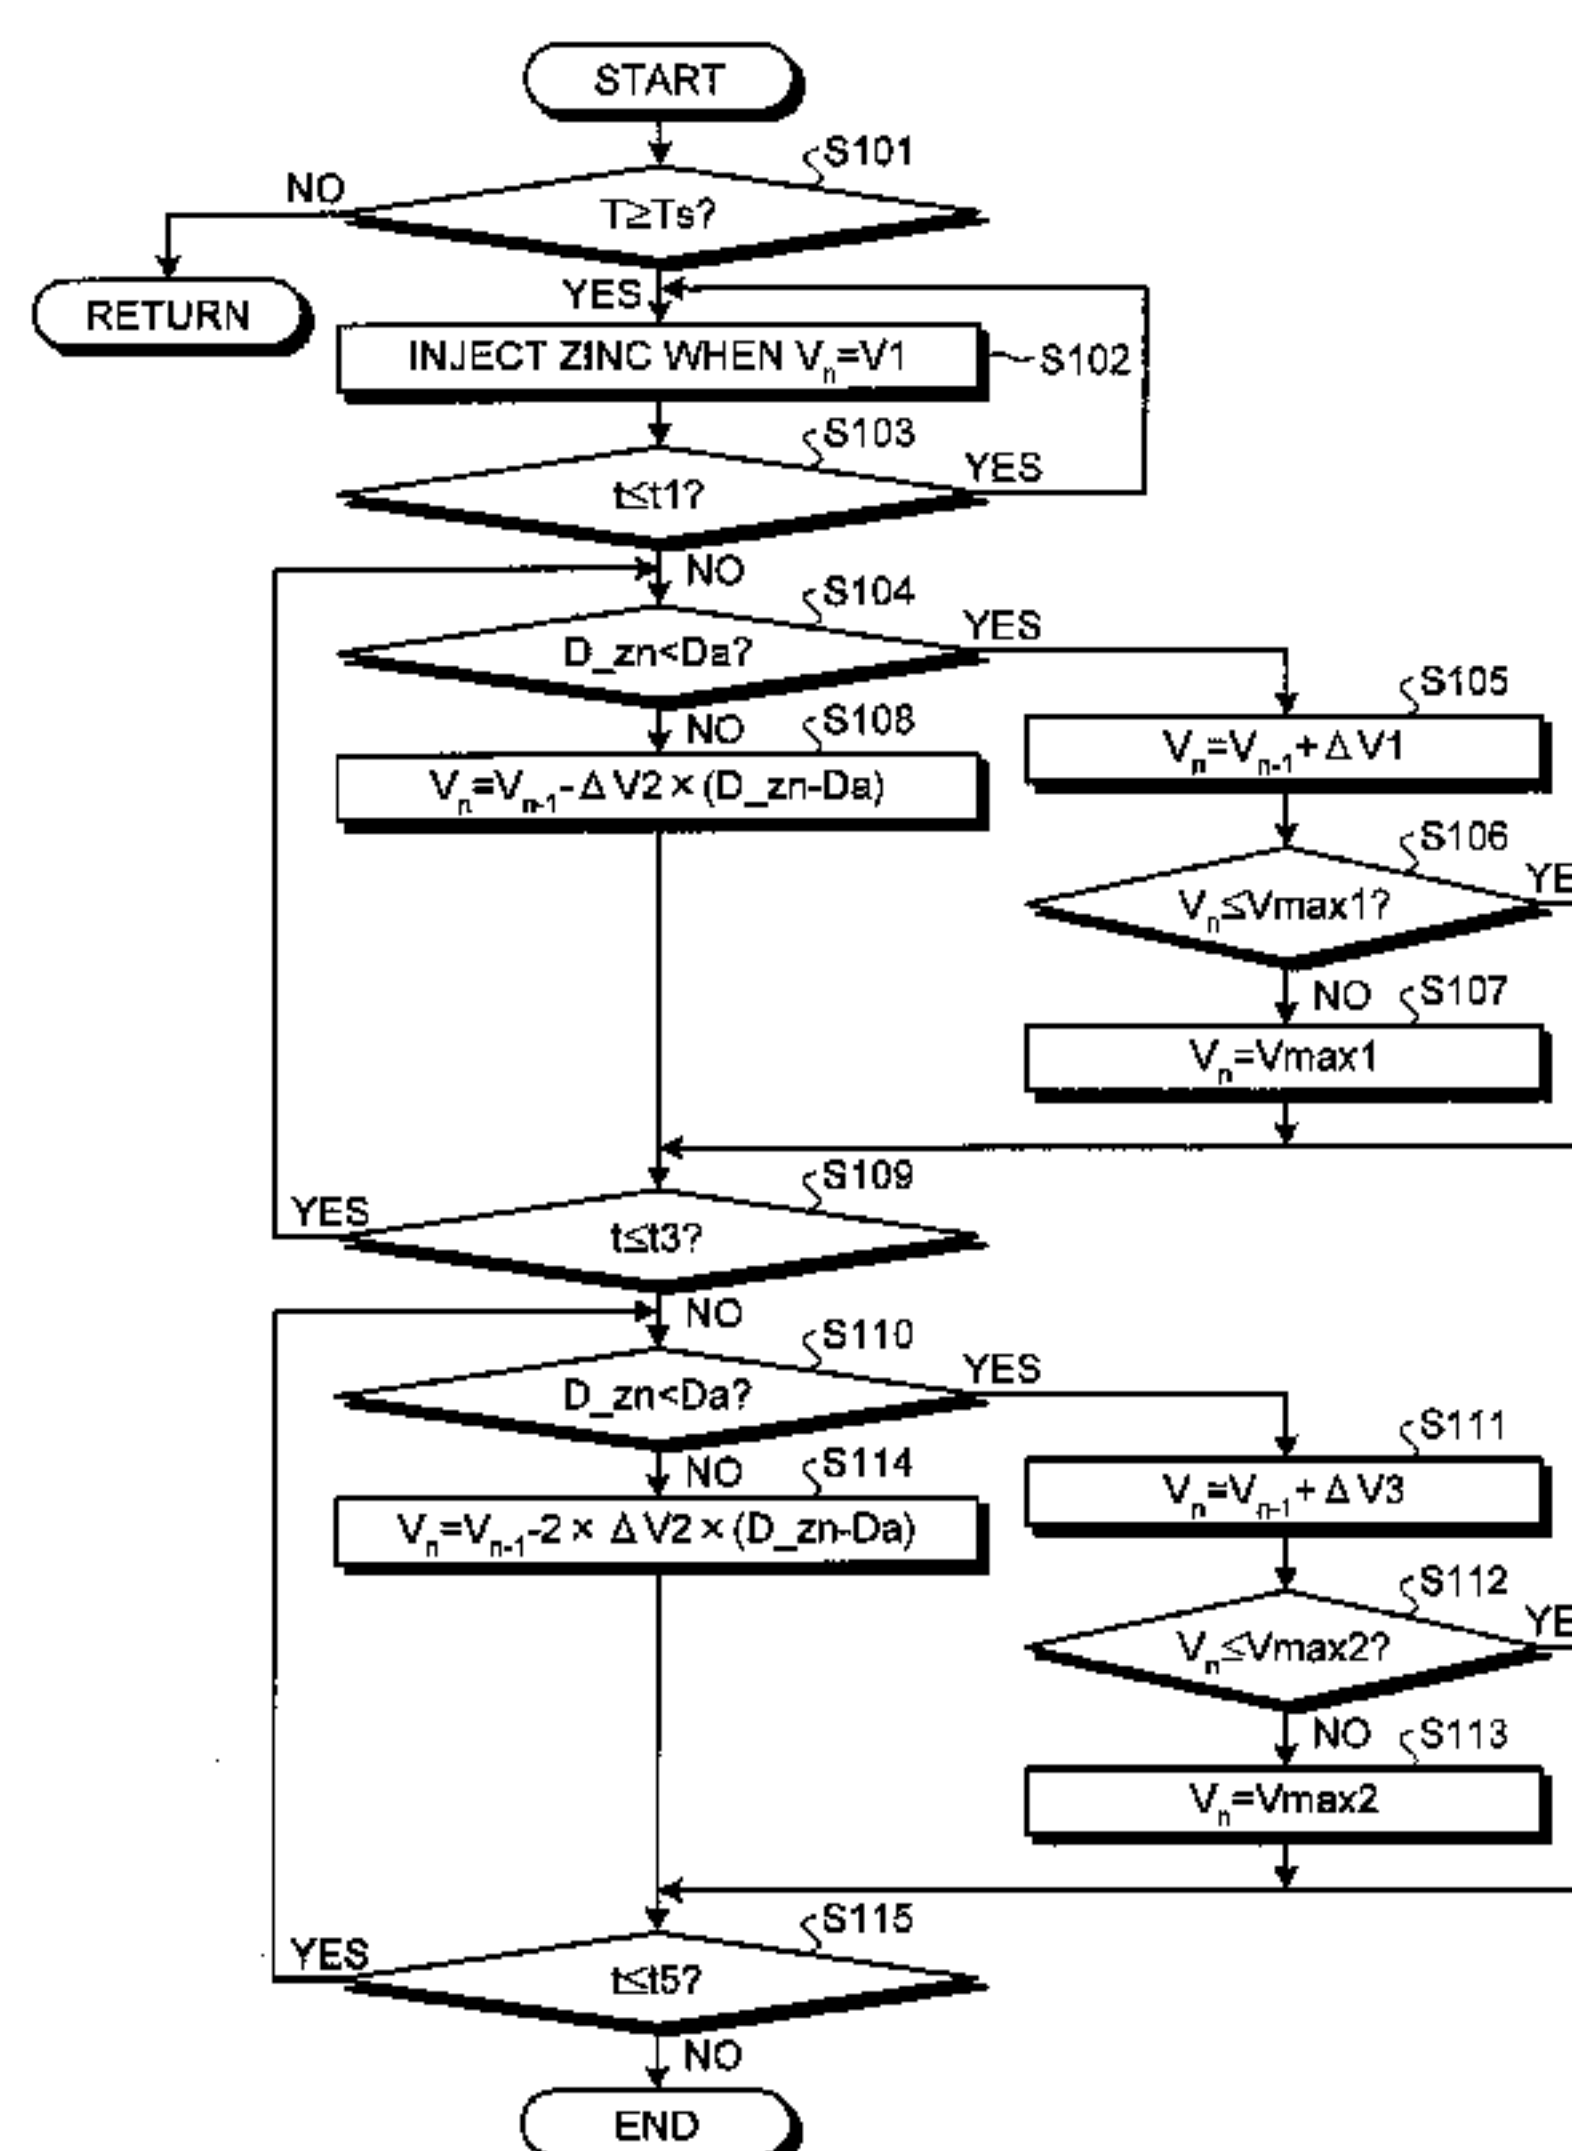 START
S101
NO
T≥Ts?
YES
RETURN
INJECT ZINC WHEN Vn=V1
S102
S103
t≤t1?
YES
NO
S104
D_zn<Da?
YES
S105
NO
S108
Vn=Vn-1+ΔV1
Vn=Vn-1-ΔV2×(D_zn-Da)
S106
Vn≤Vmax1?
YE
NO
S107
Vn=Vmax1
S109
YES
t≤t3?
NO
S110
D_zn<Da?
YES
S111
NO
S114
Vn=Vn-1+ΔV3
Vn=Vn-1-2×ΔV2×(D_zn-Da)
S112
Vn≤Vmax2?
YE
NO
S113
Vn=Vmax2
S115
YES
t≤t5?
NO
END